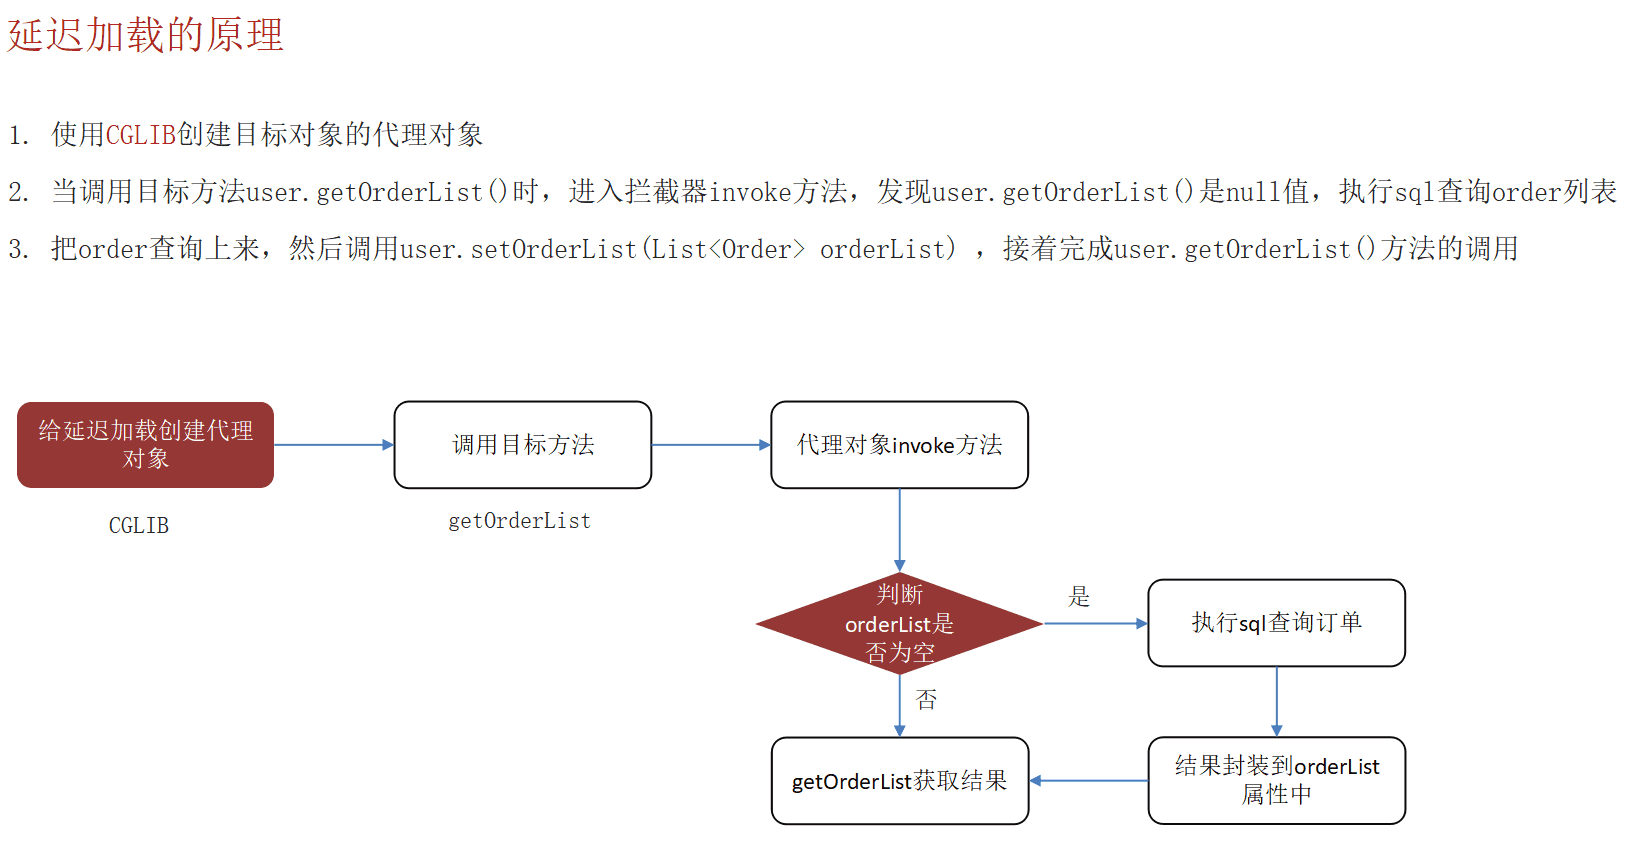 延迟加载的原理
1. 使用CGLIB创建目标对象的代理对象
2. 当调用目标方法user.getOrderList()时，进入拦截器invoke方法，发现user.getOrderList()是null值，执行sql查询order列表
3. 把order查询上来，然后调用user.setOrderList(List<Order> orderList) ，接着完成user.getOrderList()方法的调用
给延迟加载创建代理
对象
调用目标方法
代理对象invoke方法
CGLIB
getOrderList
判断
orderList是
否为空
是
执行sql查询订单
否
getOrderList获取结果
结果封装到orderList
属性中